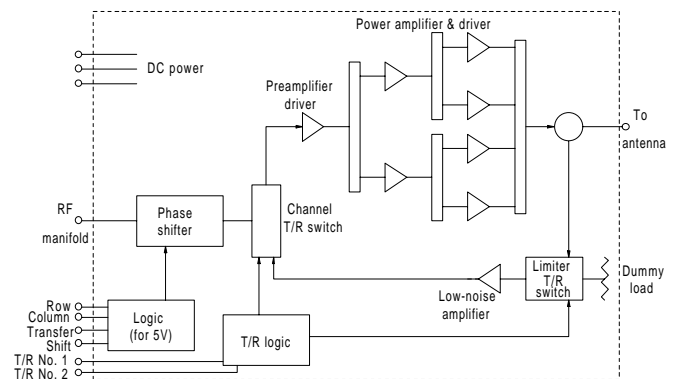 Power amplifier & driver
DC power
Preamplifier
driver
To
antenna
RF
manifold
Phase
shifter
Channel
T/R switch
Limiter
T/R
switch
Dummy
load
Low-noise
amplifier
Row
Column
Transfer
Shift
T/R No. 1
T/R No. 2
Logic
(for 5V)
T/R logic